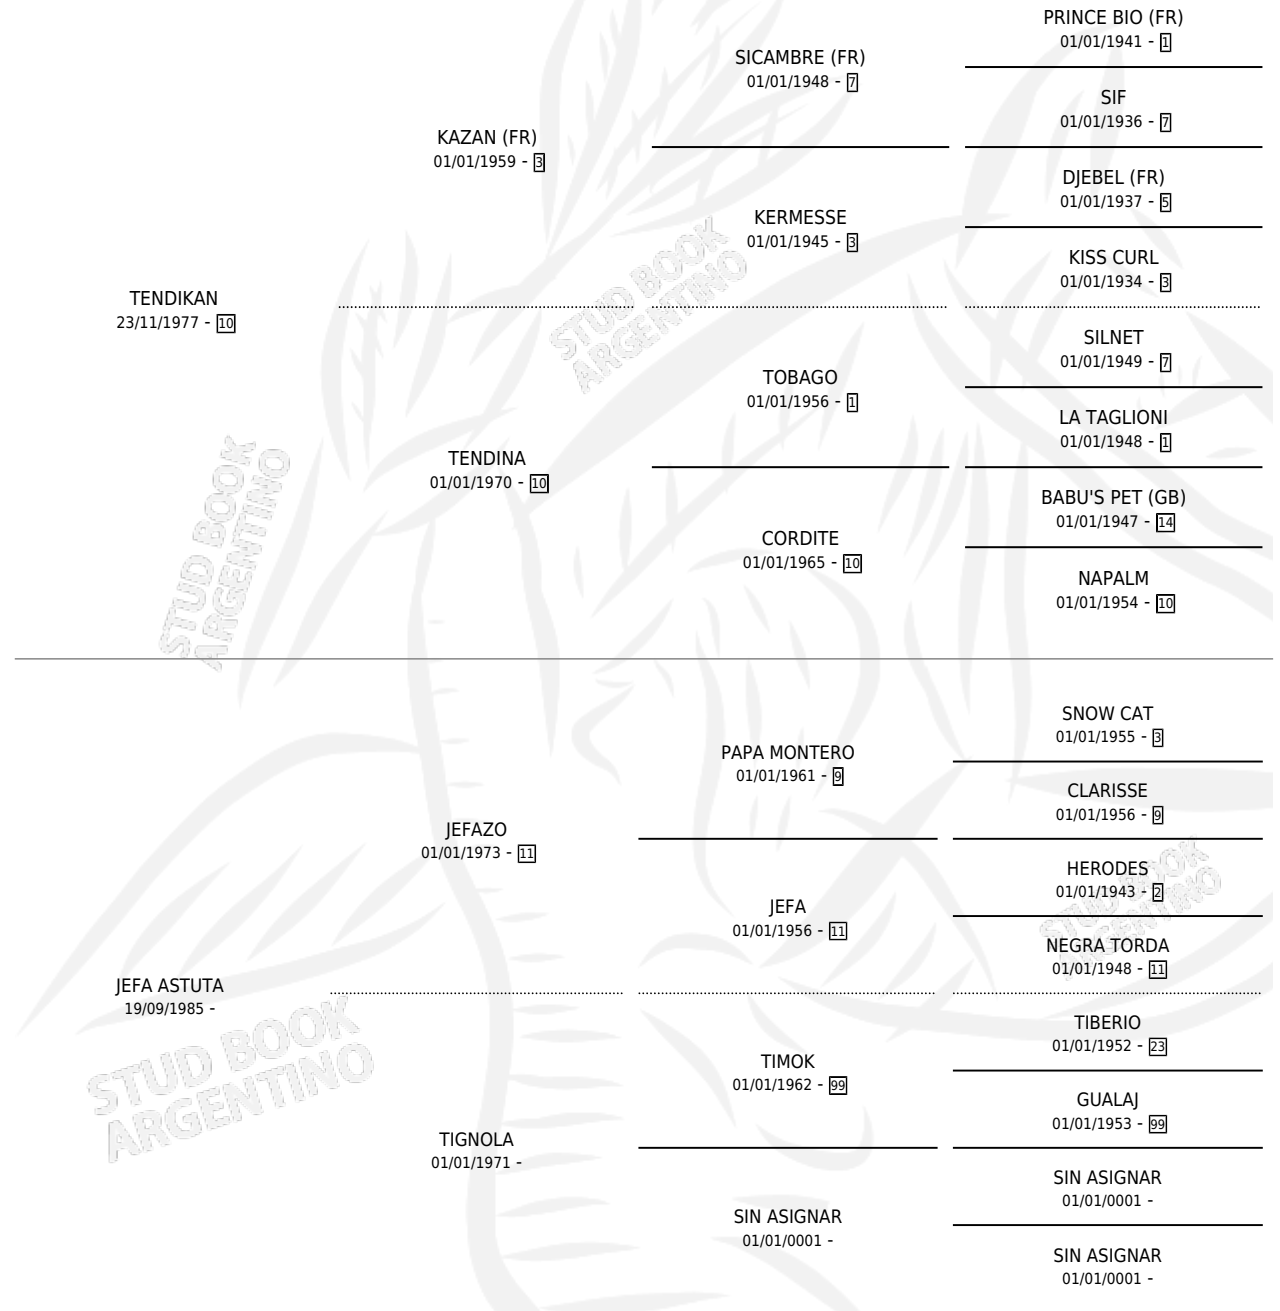 PRINCE BIO (FR)
01/01/1941 - 1
SICAMBRE (FR)
01/01/1948 - 7
SIF
01/01/1936 - 7
KAZAN (FR)
01/01/1959 - 3
DJEBEL (FR)
01/01/1937 - 5
KERMESSE
01/01/1945 - 3
KISS CURL
01/01/1934 - 3
TENDIKAN
23/11/1977 - 10
STUD BOOK
ARGENTINO
SILNET
01/01/1949 - 7
TOBAGO
01/01/1956 - 1
LA TAGLIONI
01/01/1948 - 1
TENDINA
01/01/1970 - 10
BABU'S PET (GB)
01/01/1947 - 14
CORDITE
01/01/1965 - 10
NAPALM
01/01/1954 - 10
STUD BOOK
ARGENTINO
SNOW CAT
01/01/1955 - 3
PAPA MONTERO
01/01/1961 - 9
CLARISSE
01/01/1956 - 9
JEFAZO
01/01/1973 - 11
HERODES
01/01/1943 - 2
STUD BOOK
ARGENTINO
JEFA
01/01/1956 - 11
NEGRA TORDA
01/01/1948 - 11
JEFA ASTUTA
19/09/1985 -
STUD BOOK
ARGENTINO
TIBERIO
01/01/1952 - 23
TIMOK
01/01/1962 - 99
GUALAJ
01/01/1953 - 99
TIGNOLA
01/01/1971 -
SIN ASIGNAR
01/01/0001 -
SIN ASIGNAR
01/01/0001 -
SIN ASIGNAR
01/01/0001 -